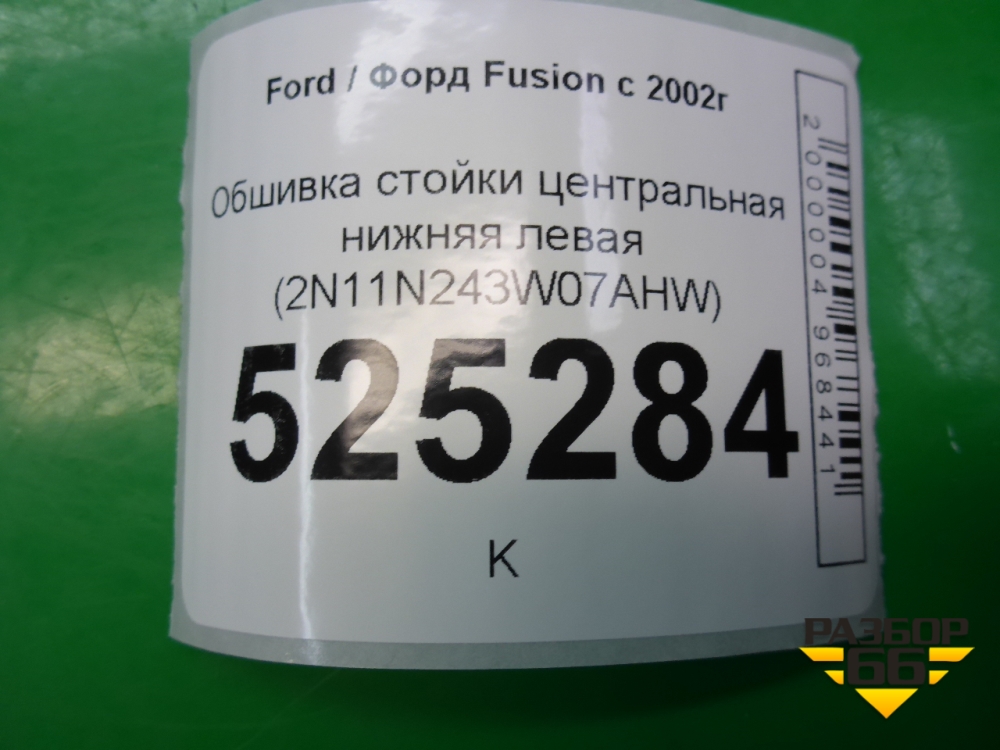 Ford / Форд Fusion с 2002г
Обшивка стойки центральная
нижняя левая
(2N11N243W07AHW)
525284
К
2000004968441
РАЗБОР
66